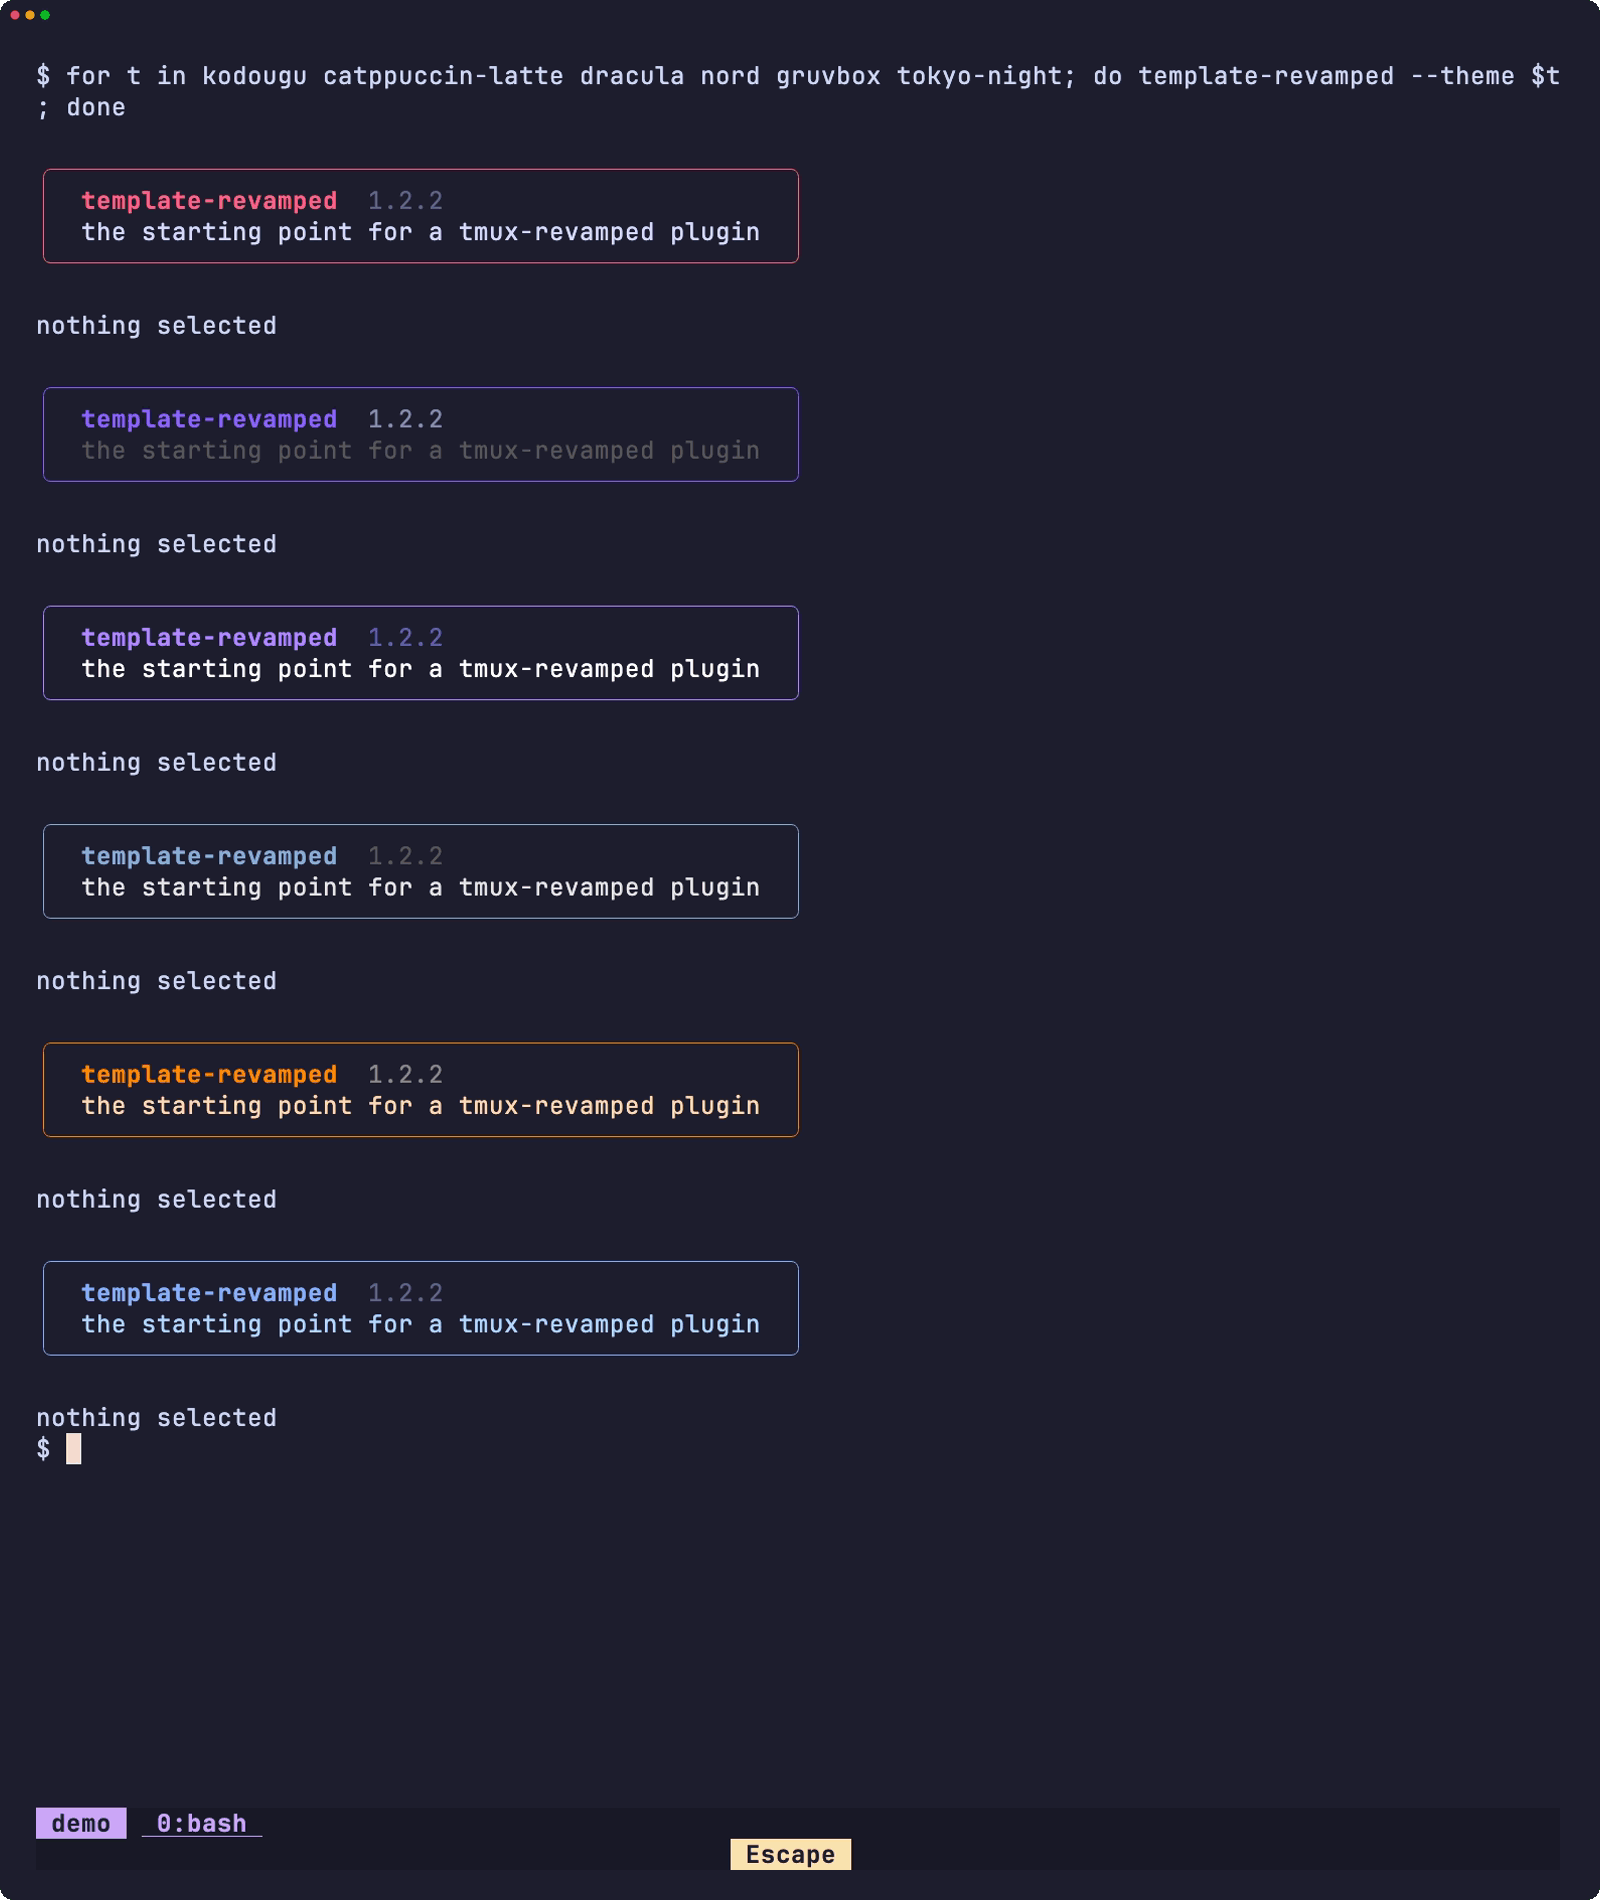 $ for t in kodougu catppuccin-latte dracula nord gruvbox tokyo-night; do template-revamped --theme $t
; done
template-revamped  1.2.2
the starting point for a tmux-revamped plugin
nothing selected
template-revamped  1.2.2
the starting point for a tmux-revamped plugin
nothing selected
template-revamped  1.2.2
the starting point for a tmux-revamped plugin
nothing selected
template-revamped  1.2.2
the starting point for a tmux-revamped plugin
nothing selected
template-revamped  1.2.2
the starting point for a tmux-revamped plugin
nothing selected
template-revamped  1.2.2
the starting point for a tmux-revamped plugin
nothing selected
$
demo  0:bash
Escape